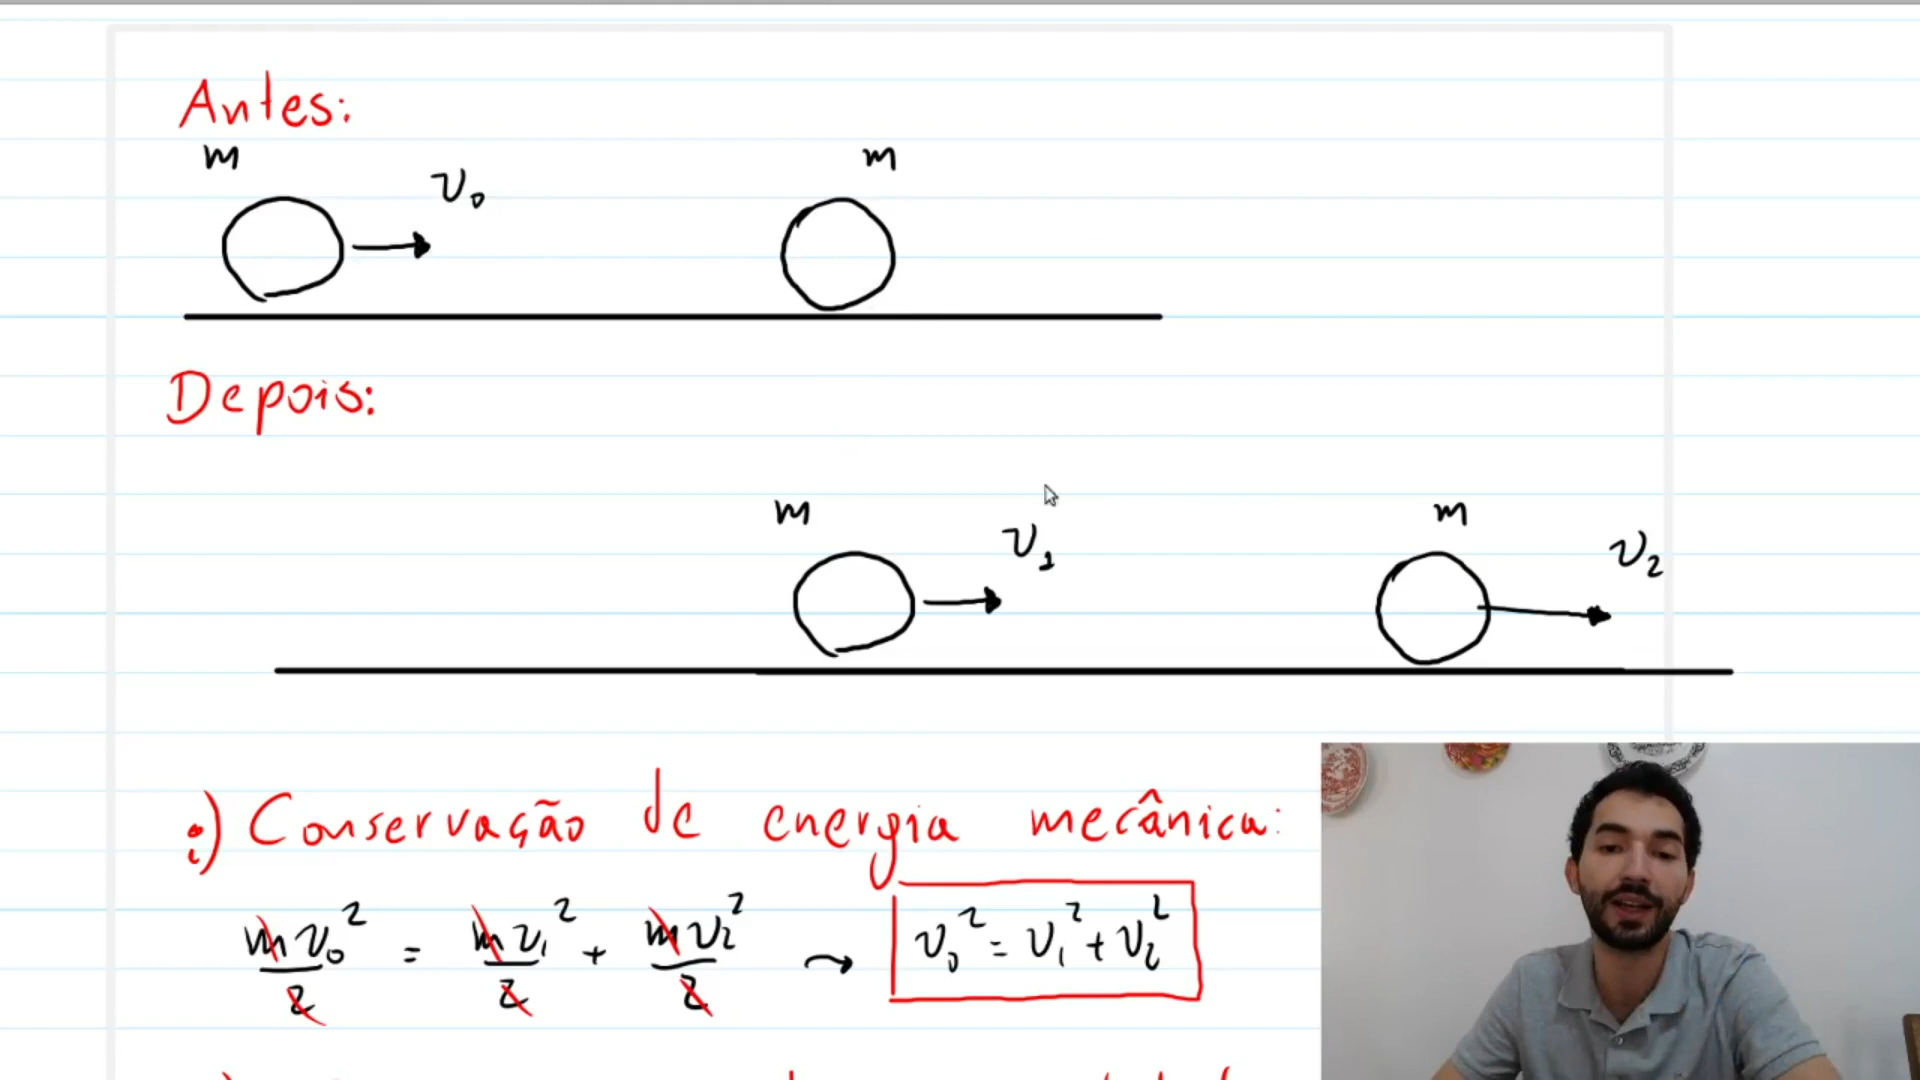 Antes:
m m
v₀
Depois:
m m
v₁ v₂
i) Conservação de energia mecânica:
mv₀²/2 = mv₁²/2 + mv₂²/2 ⇝ v₀² = v₁² + v₂²